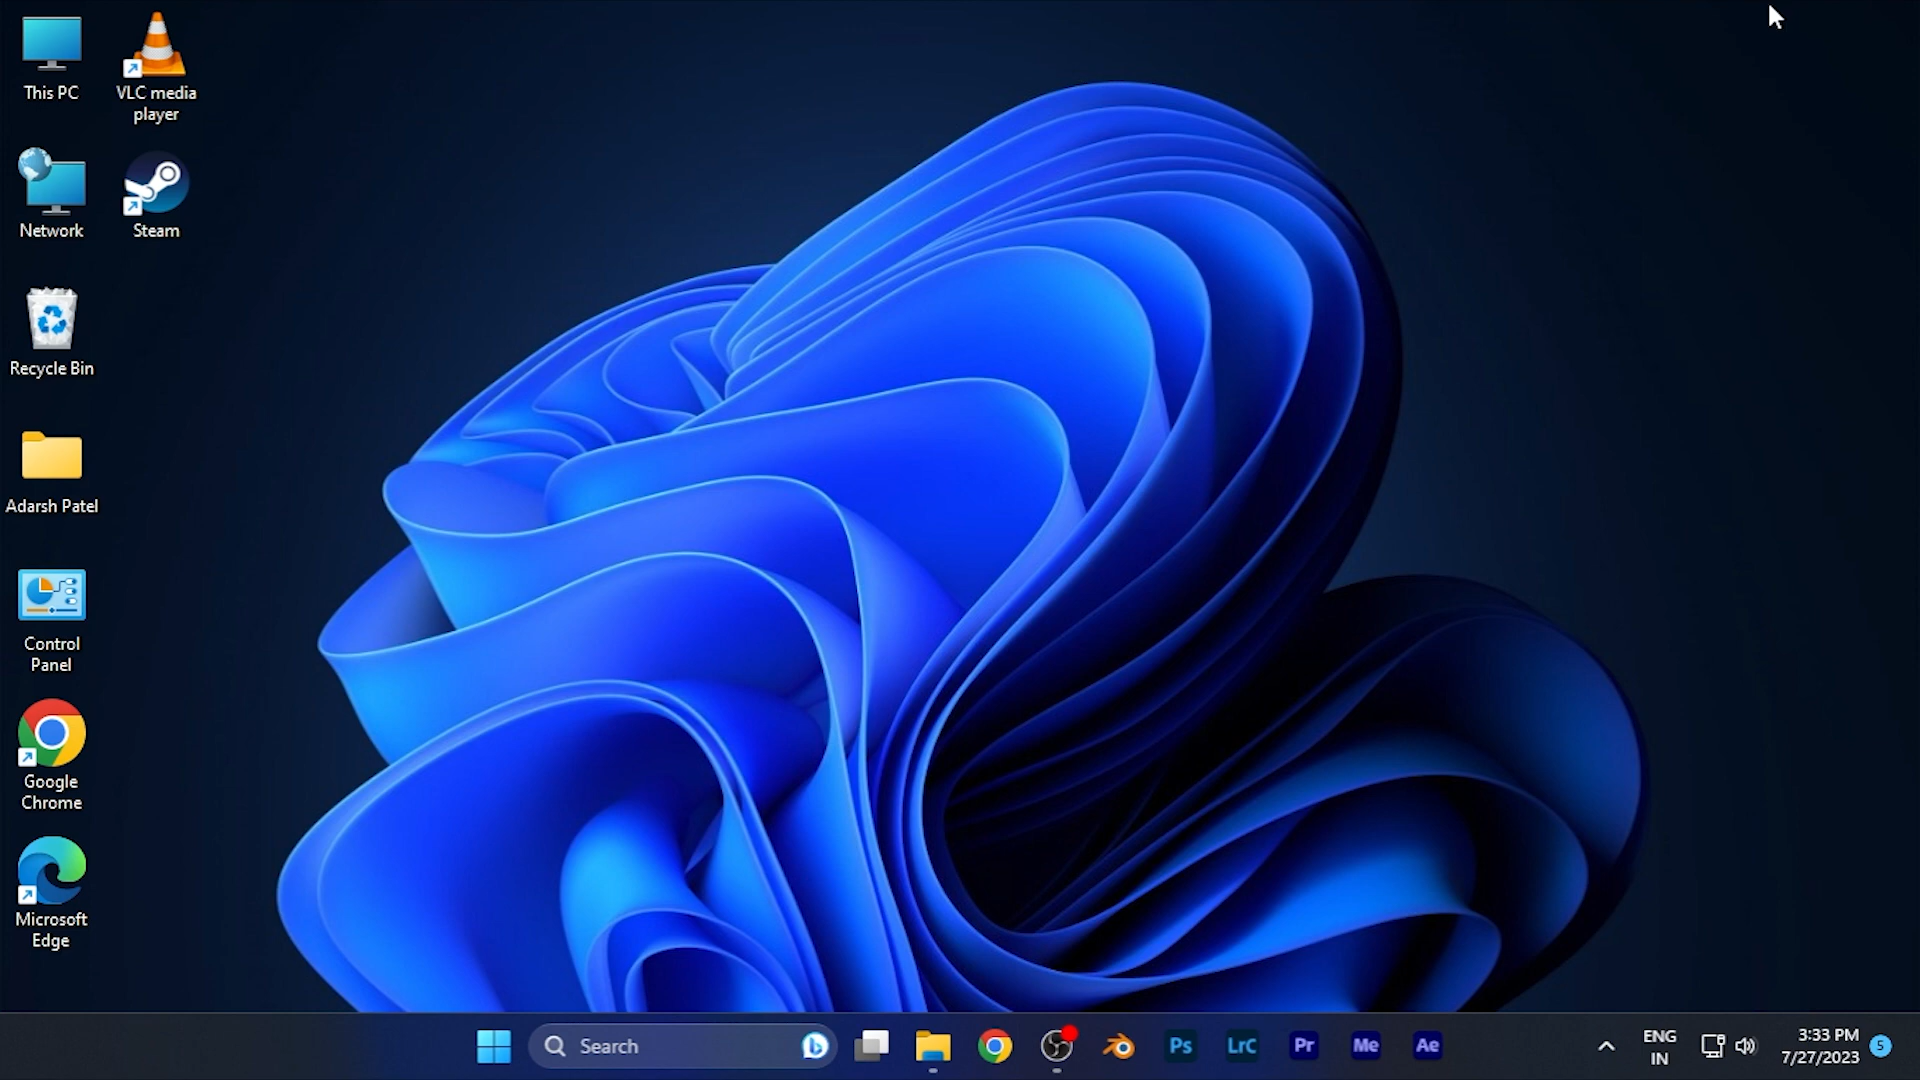 This PC
VLC media
player
Network
Steam
Recycle Bin
Adarsh Patel
Control
Panel
Google
Chrome
Microsoft
Edge
Search
Ps
LrC
Pr
Me
Ae
ENG
IN
3:33 PM
7/27/2023
5